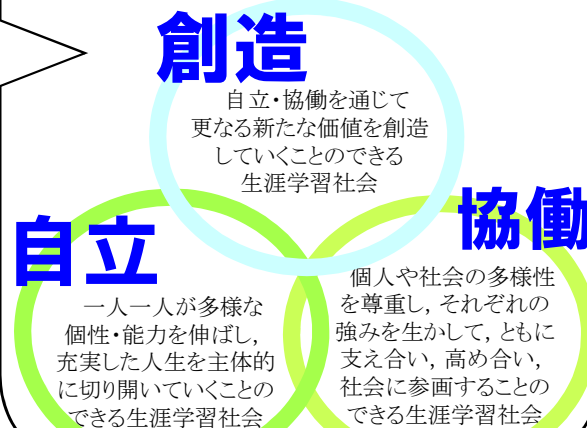 創造
自立・協働を通じて
更なる新たな価値を創造
していくことのできる
生涯学習社会
自立
一人一人が多様な
個性・能力を伸ばし，
充実した人生を主体的
に切り開いていくことの
できる生涯学習社会
協働
個人や社会の多様性
を尊重し，それぞれの
強みを生かして，ともに
支え合い，高め合い，
社会に参画することの
できる生涯学習社会